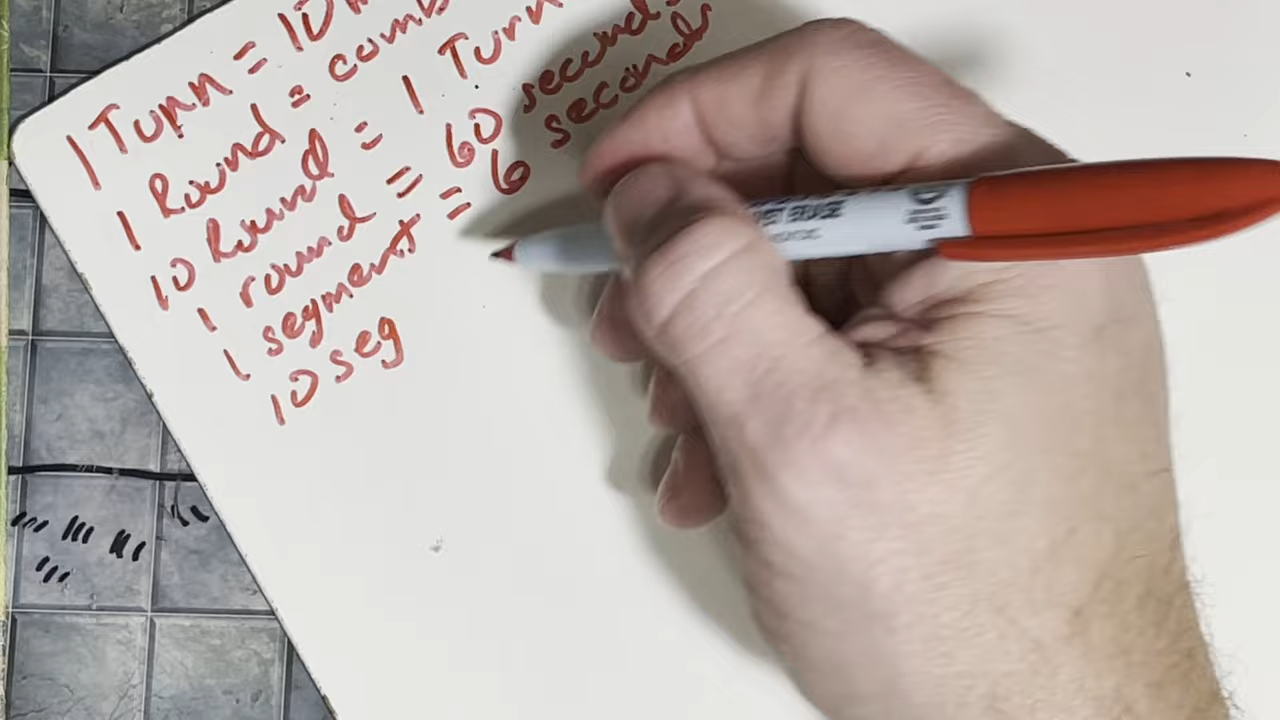 1 Turn = 10
1 Round = comb
10 Round = 1 Turn
1 round = 60 seconds
1 segment = 6 seconds
10 seg